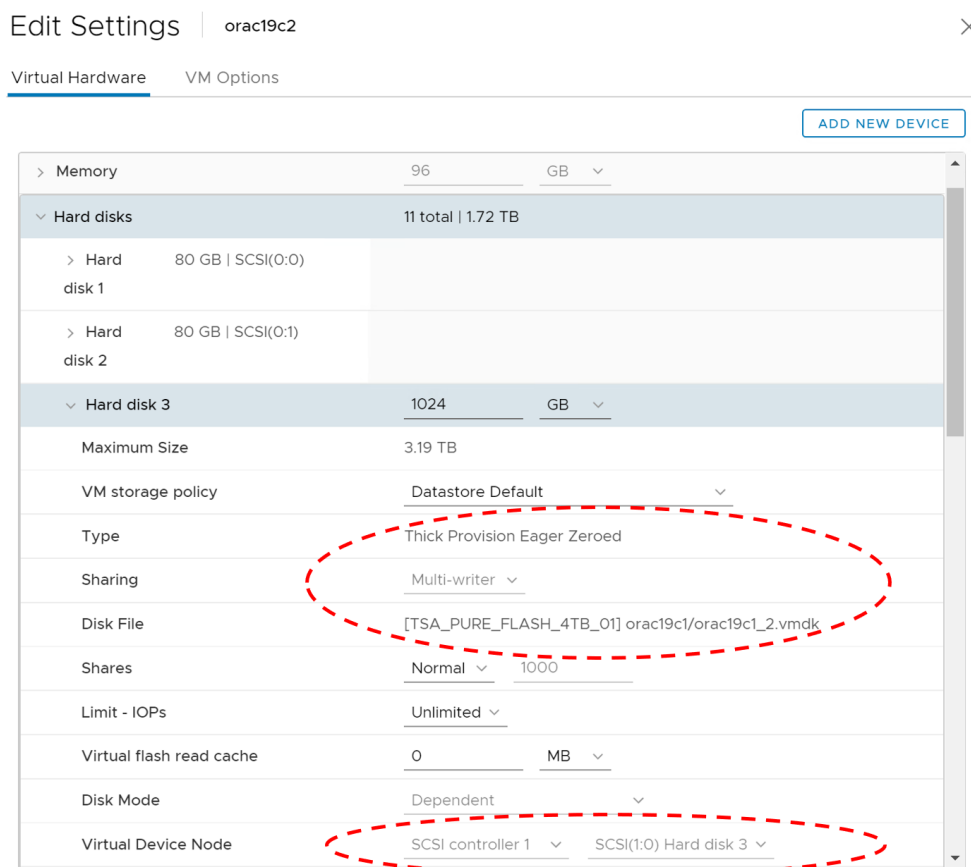 Edit Settings orac19c2
Virtual Hardware VM Options
ADD NEW DEVICE
Memory 96 GB
Hard disks 11 total | 1.72 TB
Hard 80 GB | SCSI(0:0)
disk 1
Hard 80 GB | SCSI(0:1)
disk 2
Hard disk 3 1024 GB
Maximum Size 3.19 TB
VM storage policy Datastore Default
Type Thick Provision Eager Zeroed
Sharing Multi-writer
Disk File [TSA_PURE_FLASH_4TB_01] orac19c1/orac19c1_2.vmdk
Shares Normal 1000
Limit - IOPs Unlimited
Virtual flash read cache 0 MB
Disk Mode Dependent
Virtual Device Node SCSI controller 1 SCSI(1:0) Hard disk 3